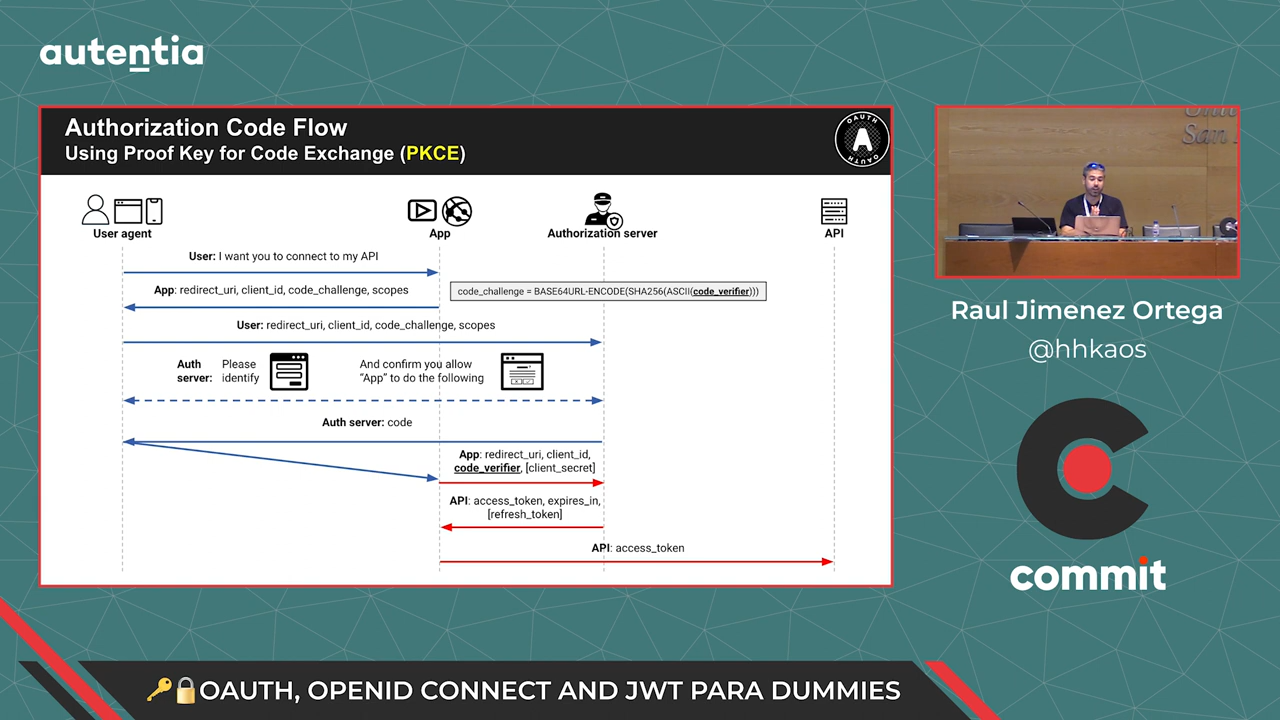 autentia
Authorization Code Flow
Using Proof Key for Code Exchange (PKCE)
OAUTH
A
OAUTH
User agent
App
Authorization server
API
User: I want you to connect to my API
App: redirect_uri, client_id, code_challenge, scopes
code_challenge = BASE64URL-ENCODE(SHA256(ASCII(code_verifier)))
User: redirect_uri, client_id, code_challenge, scopes
Auth
server:
Please
identify
And confirm you allow
“App” to do the following
Auth server: code
App: redirect_uri, client_id,
code_verifier, [client_secret]
API: access_token, expires_in,
[refresh_token]
API: access_token
San
Raul Jimenez Ortega
@hhkaos
commit
🔑🔒OAUTH, OPENID CONNECT AND JWT PARA DUMMIES